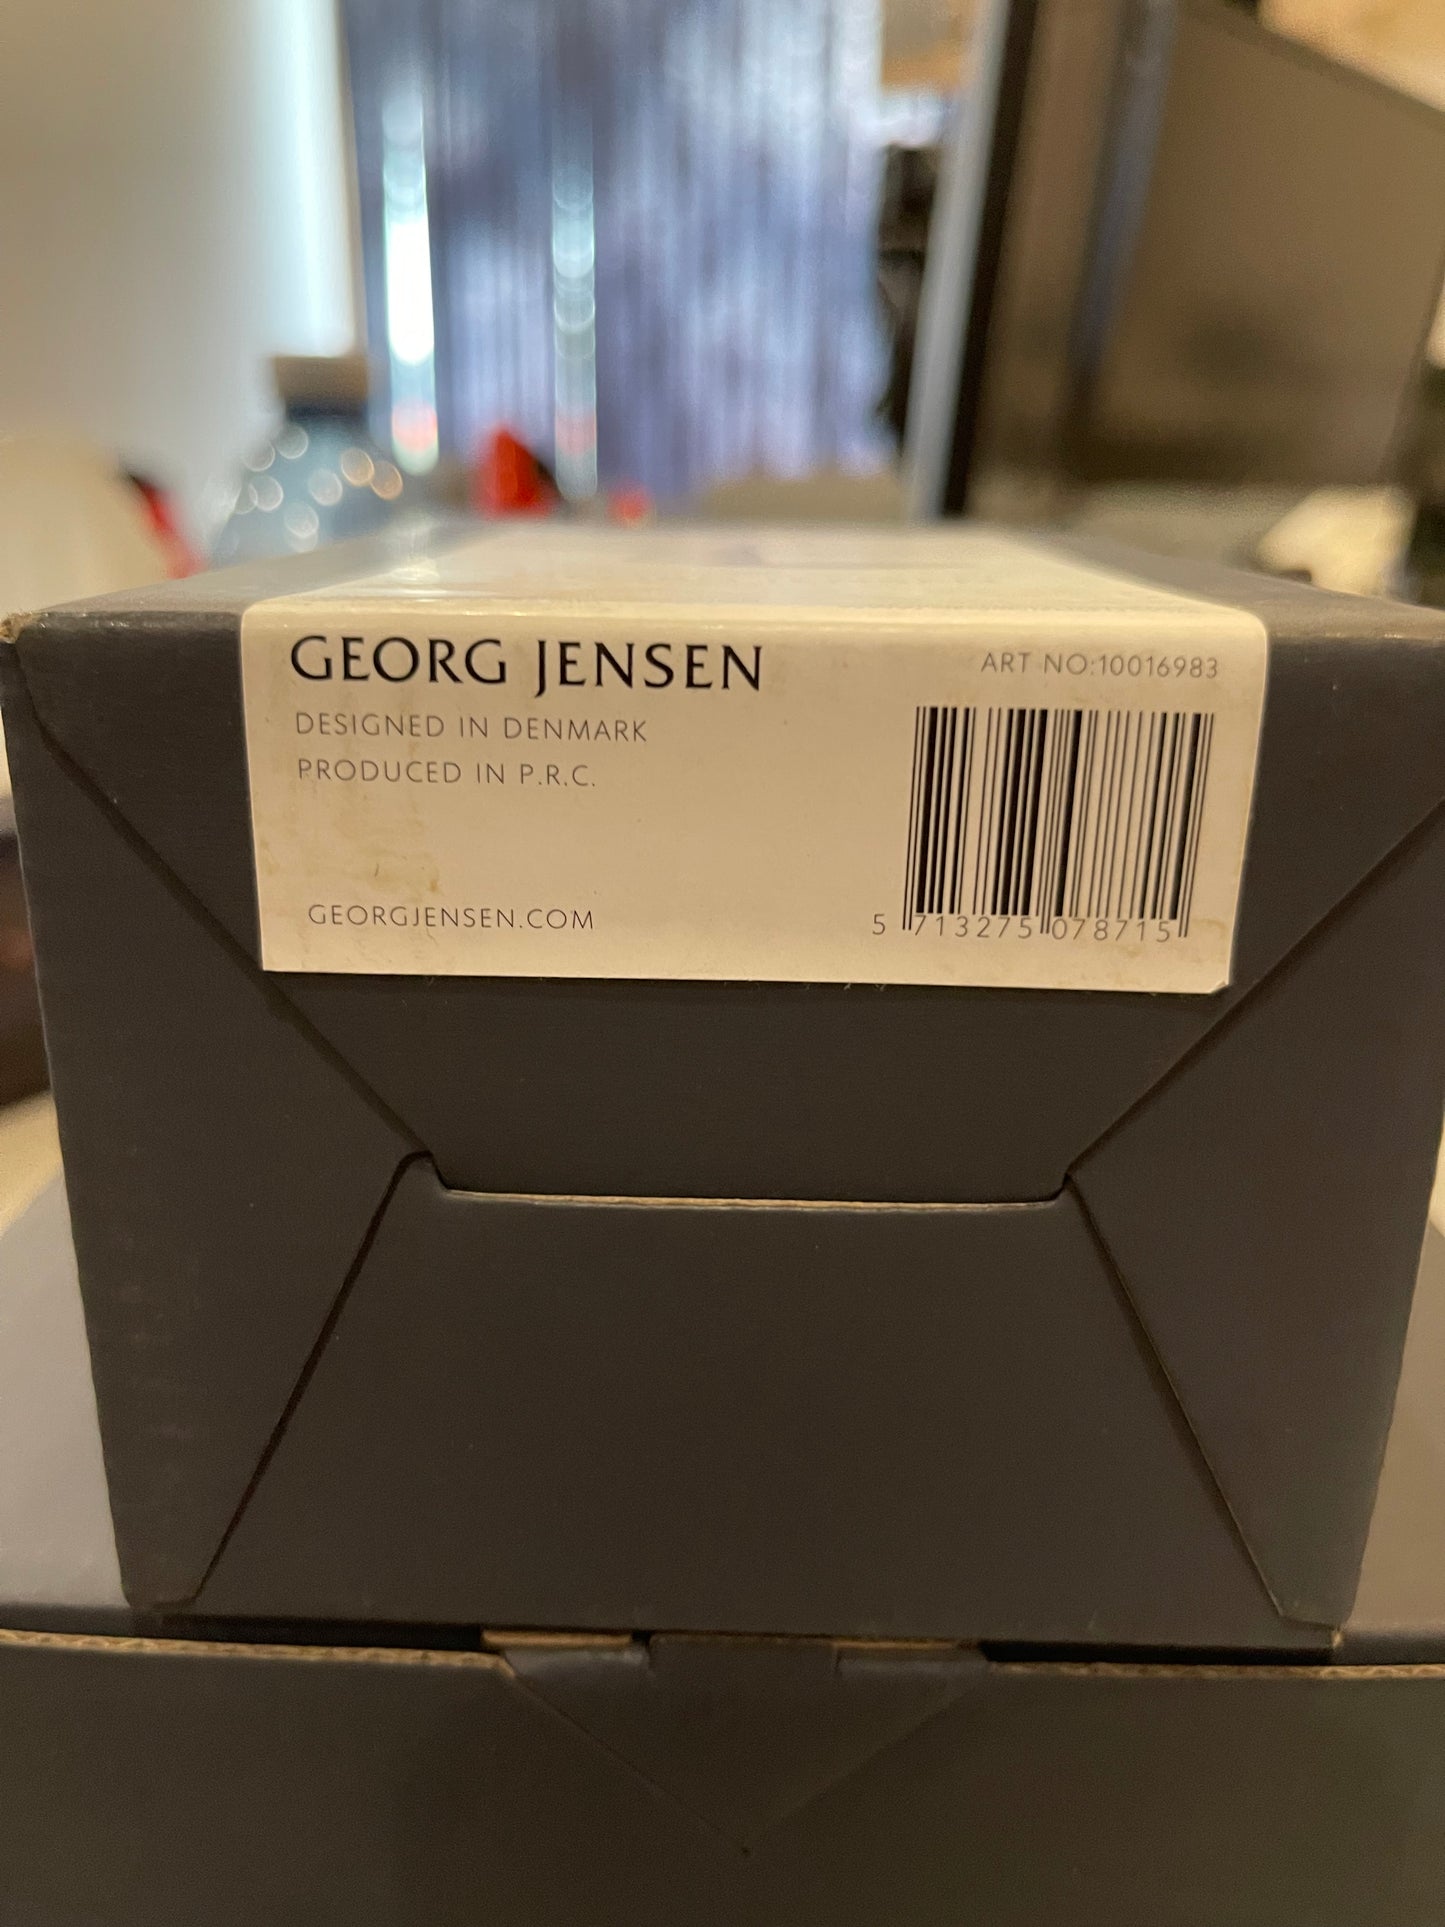 GEORG JENSEN
ART NO:10016983
DESIGNED IN DENMARK
PRODUCED IN P.R.C.
GEORGJENSEN.COM
5 713275 078715